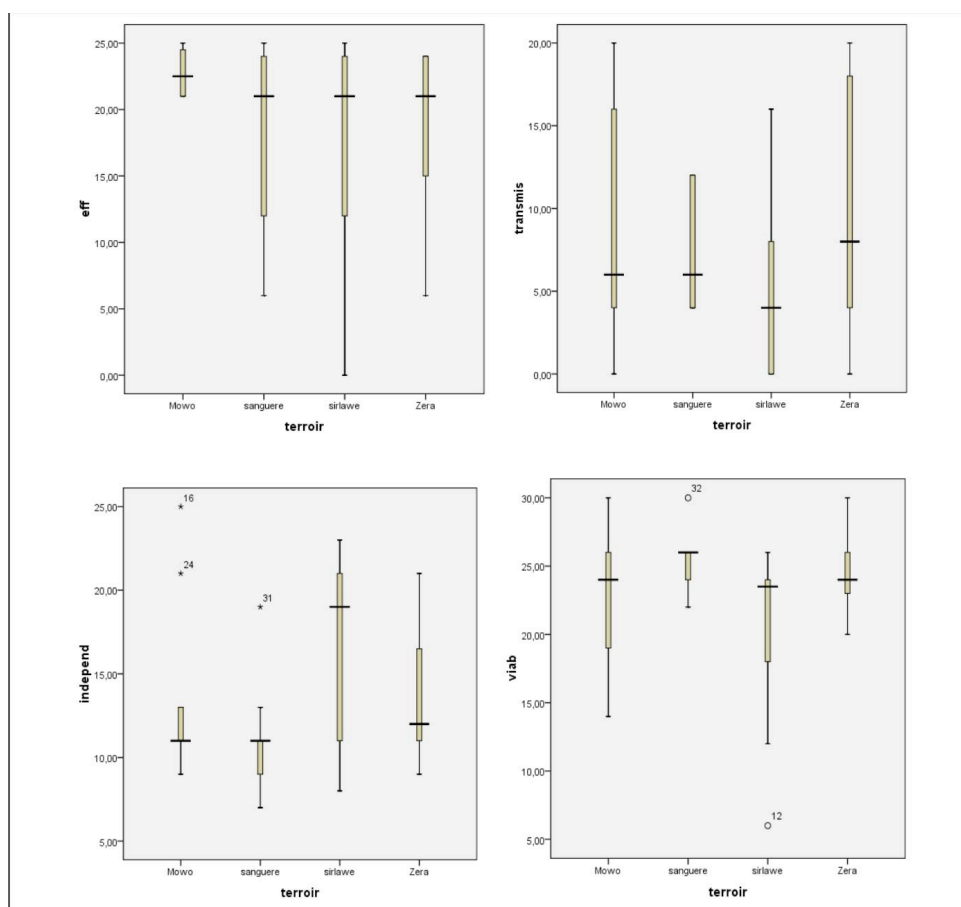 25,00
20,00
15,00
10,00
5,00
0,00
eff
Mowo sanguere sirlawe Zera
terroir
20,00
15,00
10,00
5,00
0,00
transmis
Mowo sanguere sirlawe Zera
terroir
16
24
31
25,00
20,00
15,00
10,00
5,00
independ
Mowo sanguere sirlawe Zera
terroir
32
12
30,00
25,00
20,00
15,00
10,00
5,00
viab
Mowo sanguere sirlawe Zera
terroir